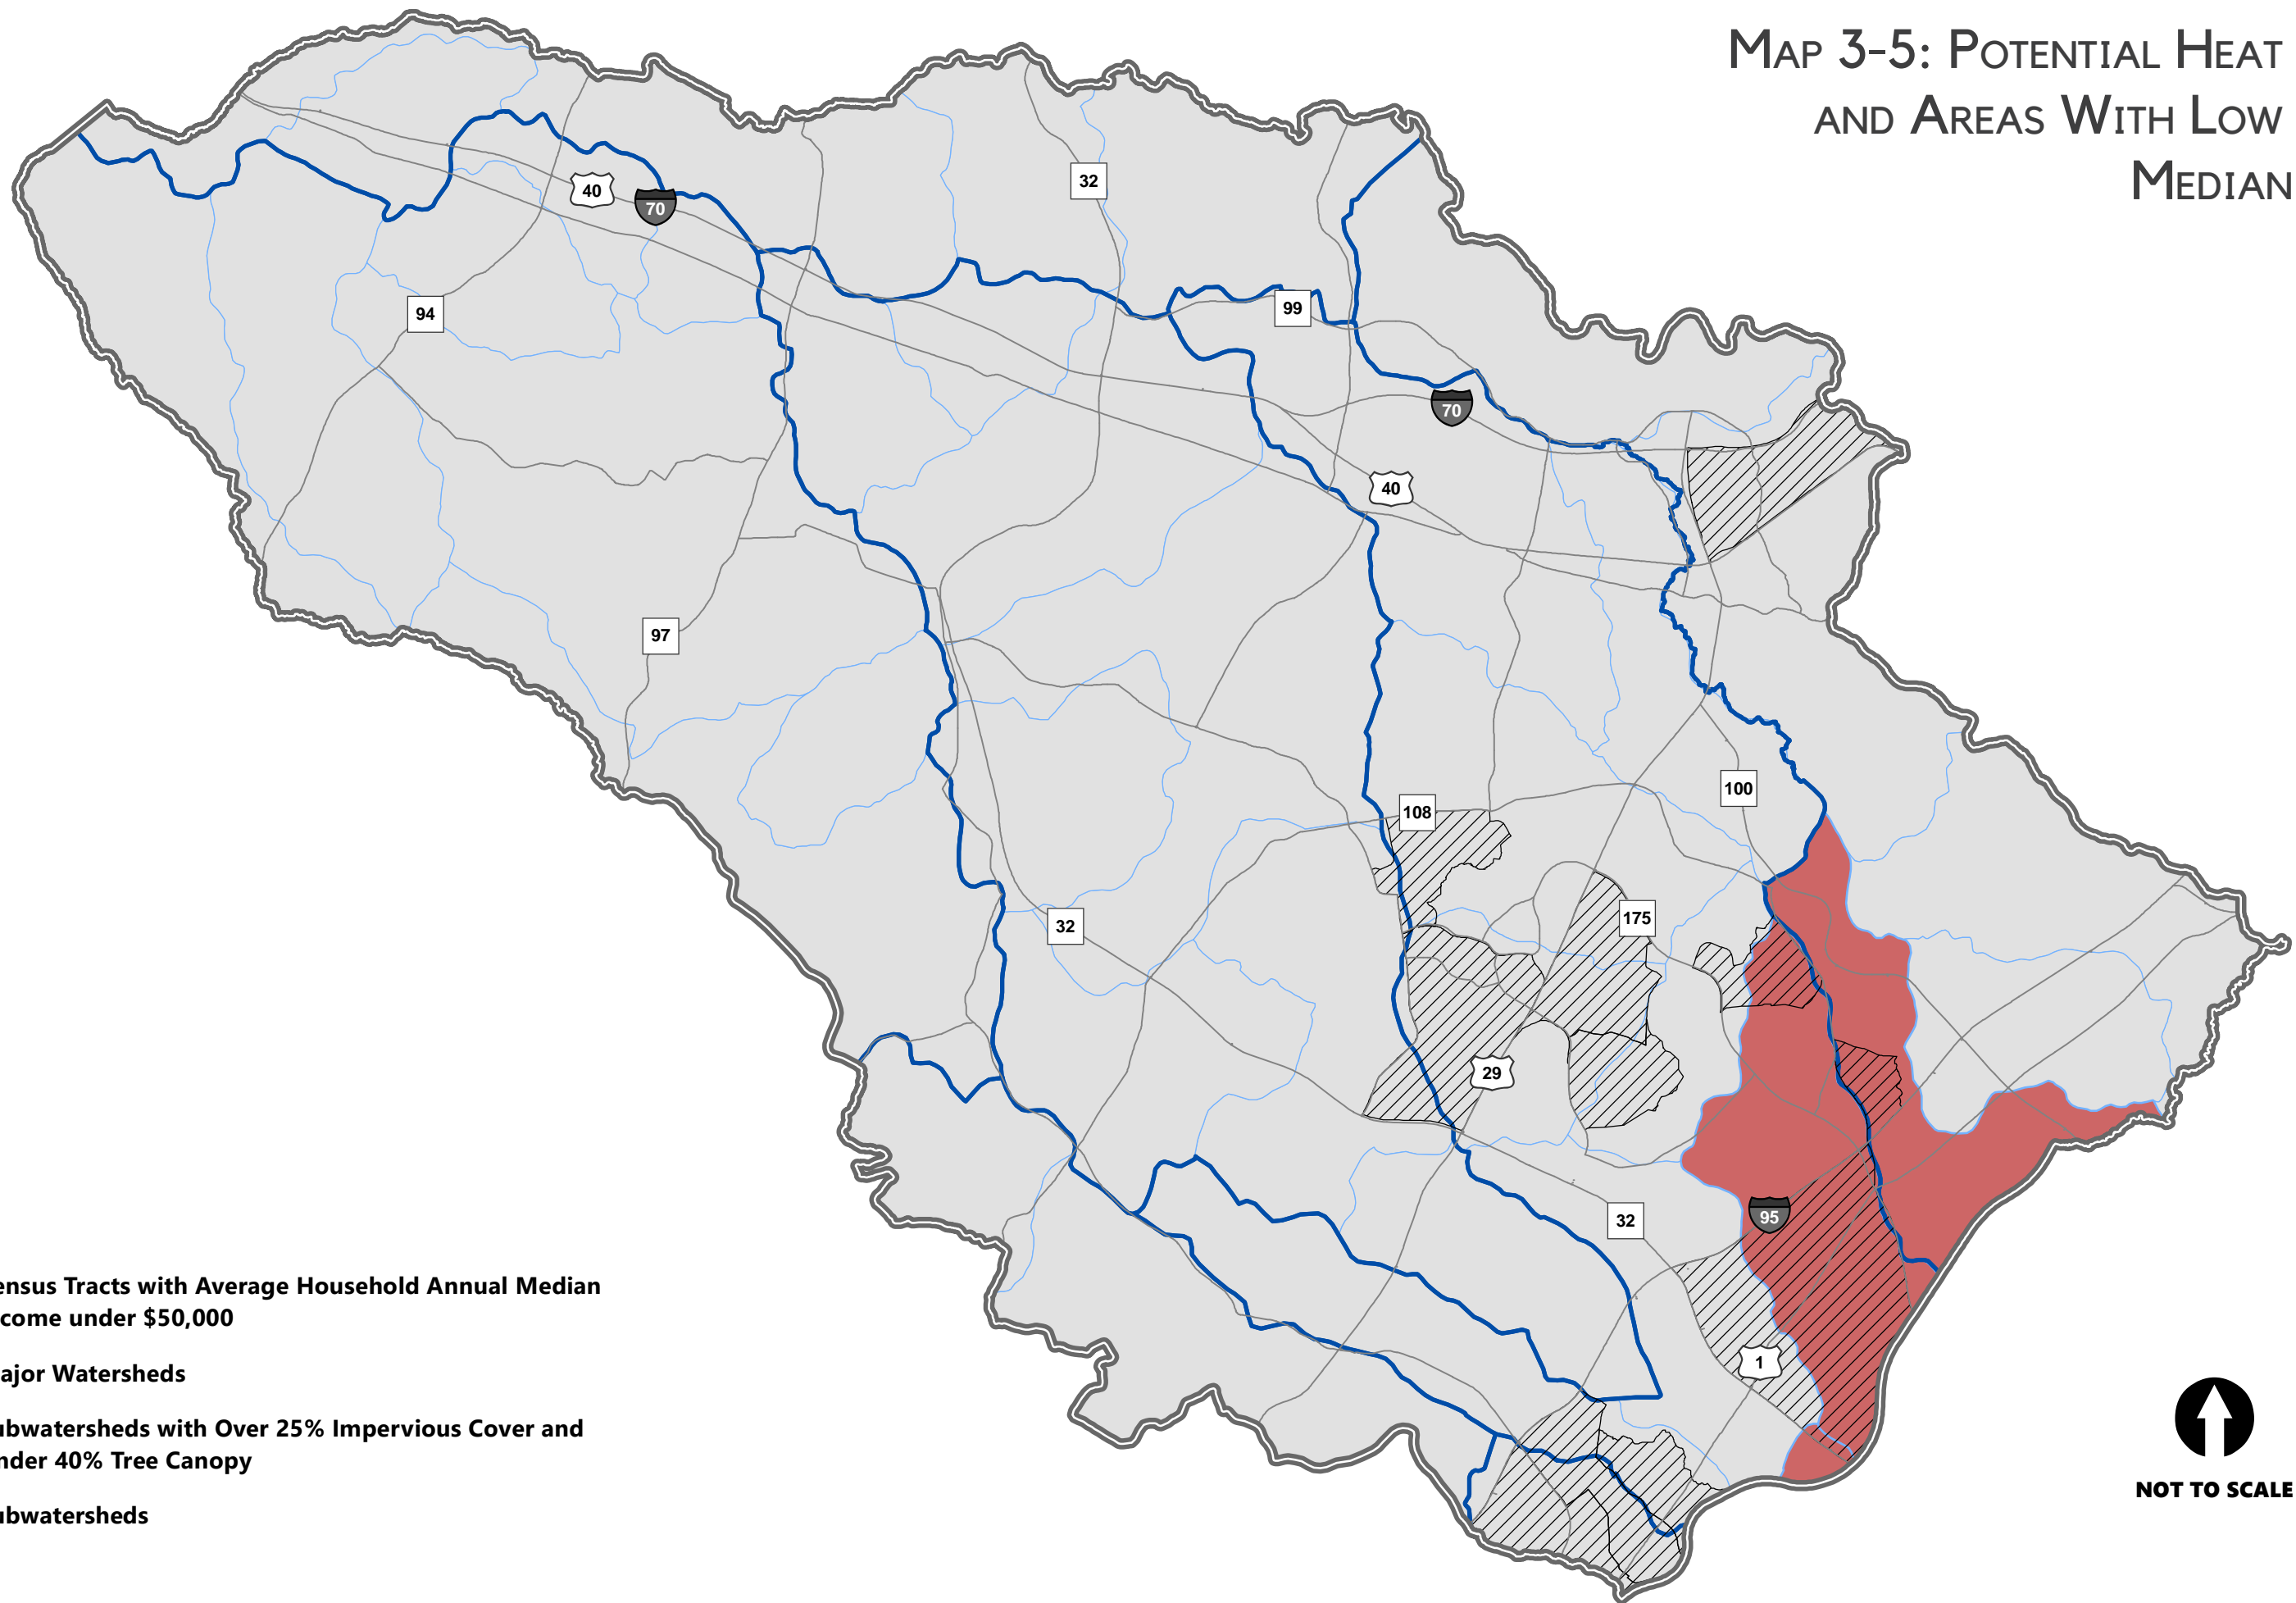 MAP 3-5: POTENTIAL HEAT
AND AREAS WITH LOW
MEDIAN
32
40
70
94
99
70
40
97
100
108
175
32
29
95
32
1
ensus Tracts with Average Household Annual Median
come under $50,000
ajor Watersheds
ubwatersheds with Over 25% Impervious Cover and
nder 40% Tree Canopy
ubwatersheds
NOT TO SCALE